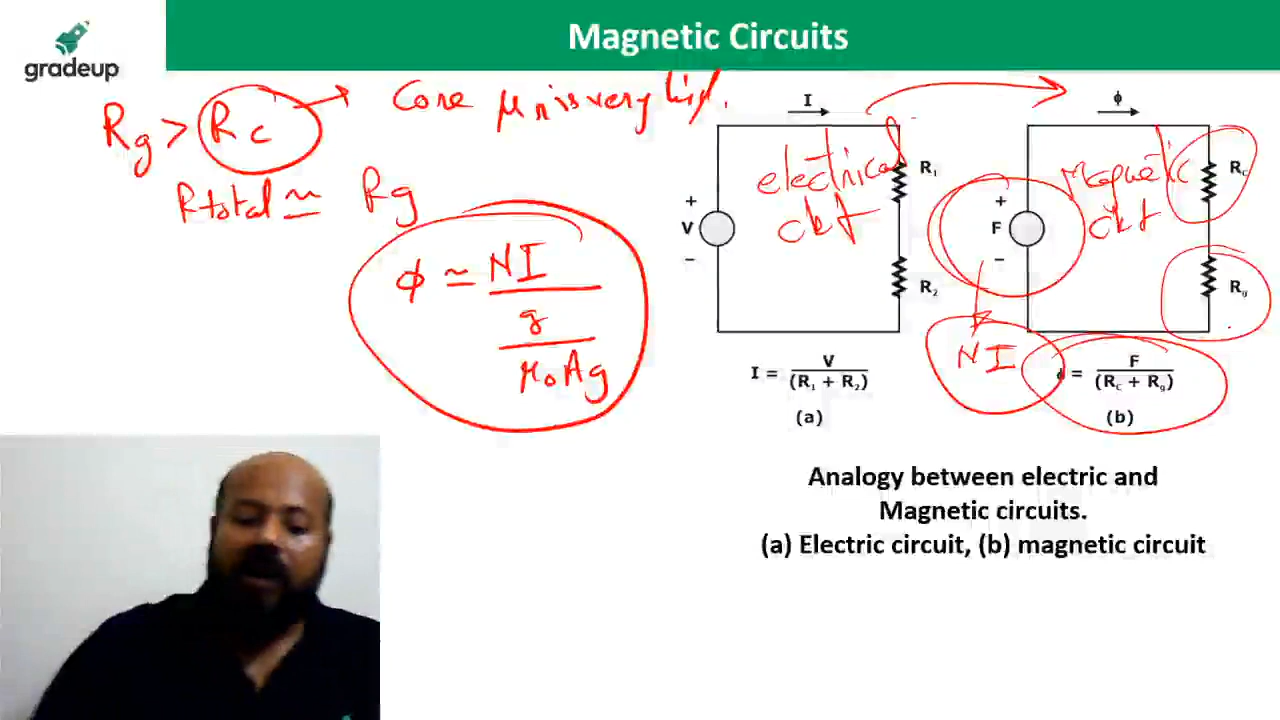 Magnetic Circuits
gradeup
Rg > Rc → Core μr is very high.
Rtotal ≃ Rg
ϕ ≃ NI
g
μ0Ag
I
+
V
−
R1
R2
electrical
ckt
I = V
(R1 + R2)
(a)
ϕ
+
F
−
Rc
Rg
Magnetic
ckt
NI
ϕ = F
(Rc + Rg)
(b)
Analogy between electric and
Magnetic circuits.
(a) Electric circuit, (b) magnetic circuit